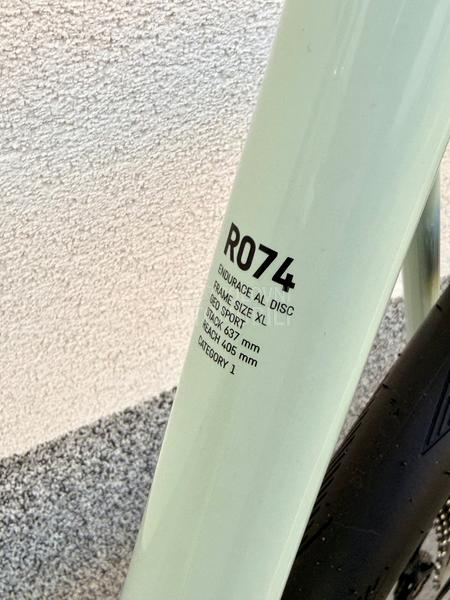 R074
ENDURACE AL DISC
FRAME SIZE XL
GEO SPORT
STACK 637 mm
REACH 405 mm
CATEGORY 1